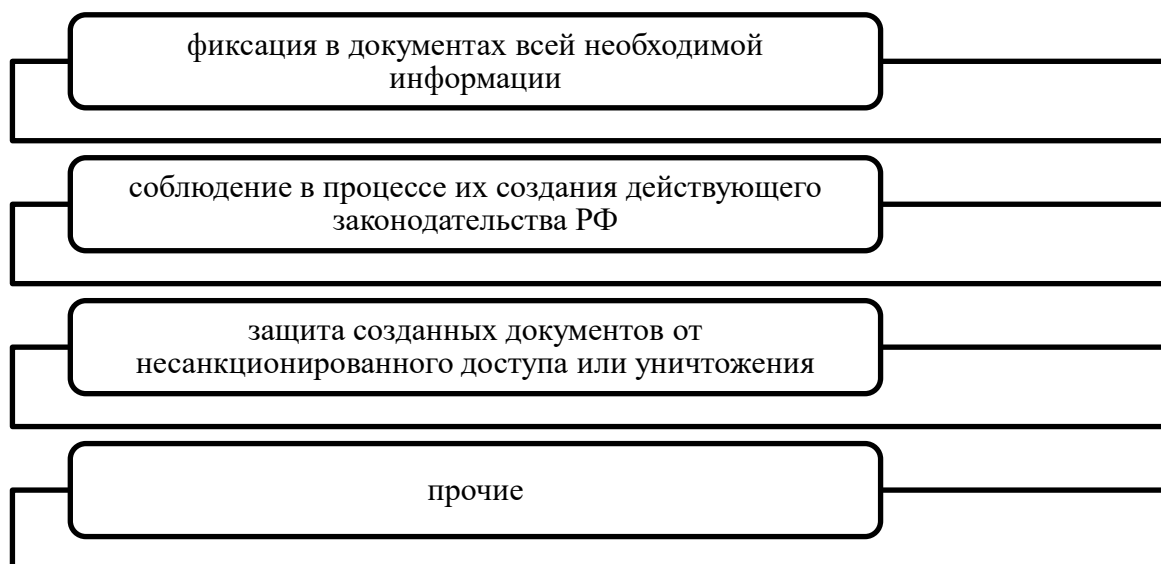 фиксация в документах всей необходимой
информации
соблюдение в процессе их создания действующего
законодательства РФ
защита созданных документов от
несанкционированного доступа или уничтожения
прочие